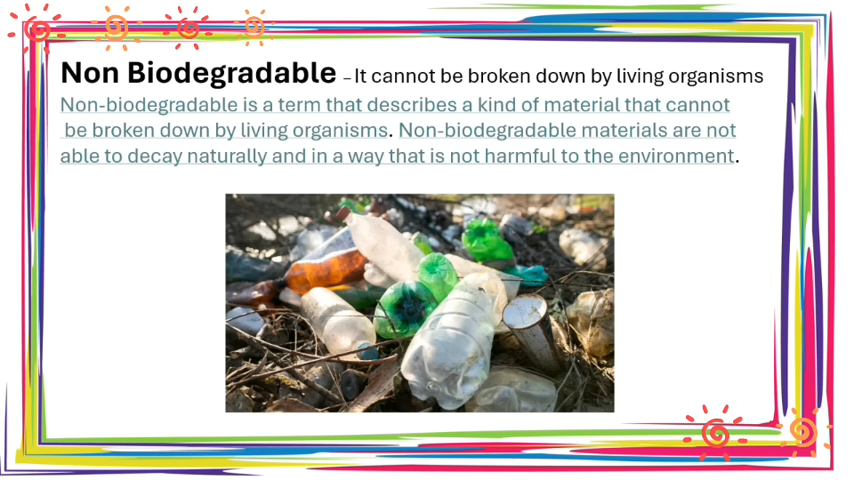 Non Biodegradable – It cannot be broken down by living organisms
Non-biodegradable is a term that describes a kind of material that cannot
be broken down by living organisms. Non-biodegradable materials are not
able to decay naturally and in a way that is not harmful to the environment.